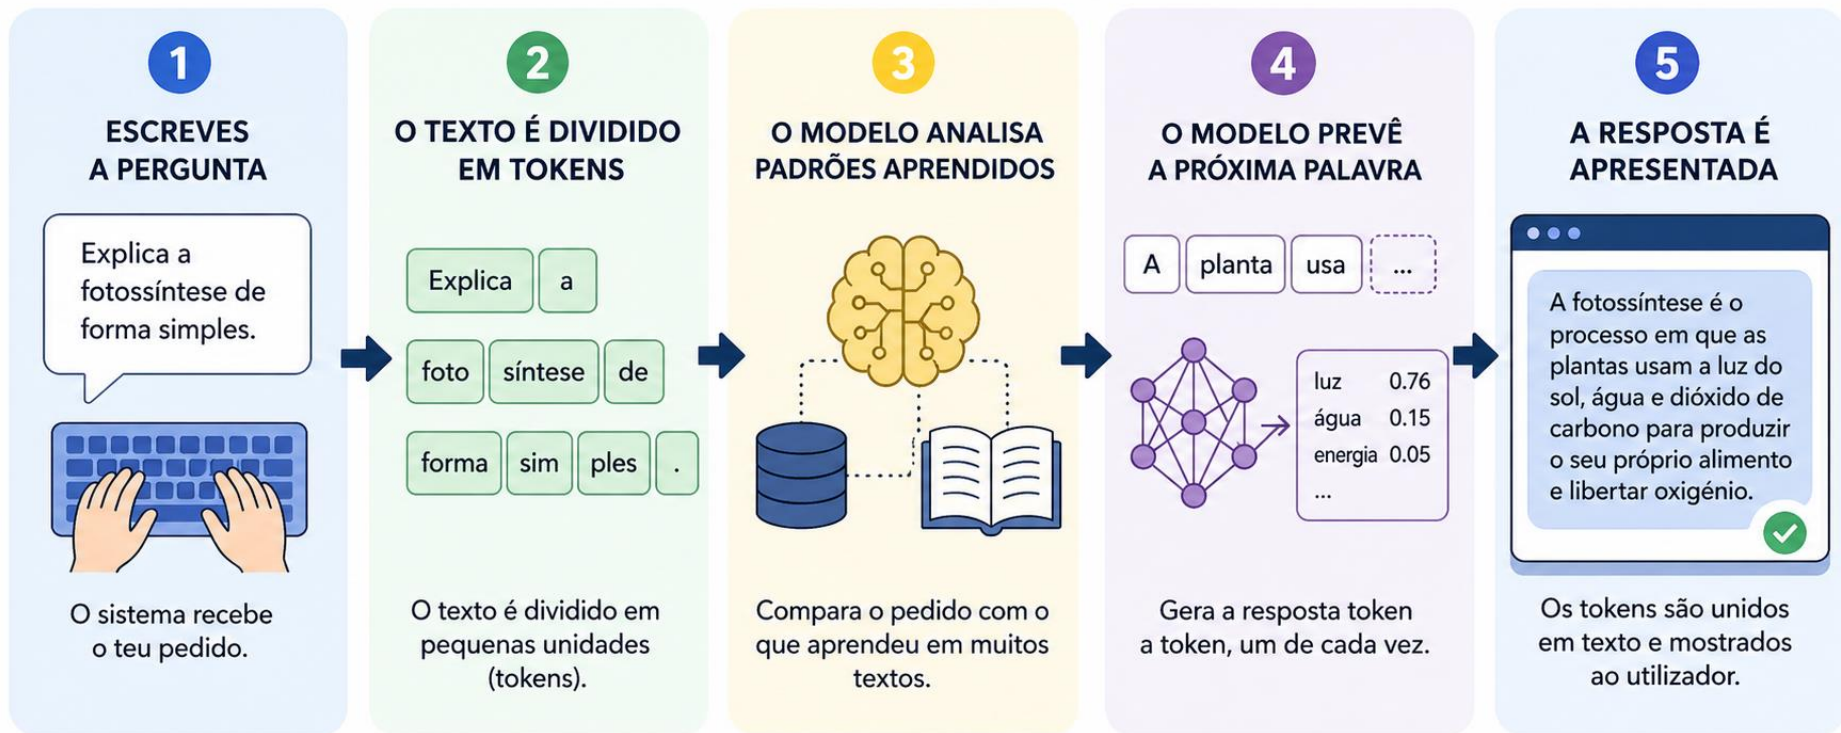 1
ESCREVES
A PERGUNTA
Explica a
fotossíntese de
forma simples.
O sistema recebe
o teu pedido.
2
O TEXTO É DIVIDIDO
EM TOKENS
Explica a
foto síntese de
forma sim ples .
O texto é dividido em
pequenas unidades
(tokens).
3
O MODELO ANALISA
PADRÕES APRENDIDOS
Compara o pedido com o
que aprendeu em muitos
textos.
4
O MODELO PREVÊ
A PRÓXIMA PALAVRA
A planta usa ...
luz 0.76
água 0.15
energia 0.05
...
Gera a resposta token
a token, um de cada vez.
5
A RESPOSTA É
APRESENTADA
A fotossíntese é o
processo em que as
plantas usam a luz do
sol, água e dióxido de
carbono para produzir
o seu próprio alimento
e libertar oxigénio.
Os tokens são unidos
em texto e mostrados
ao utilizador.